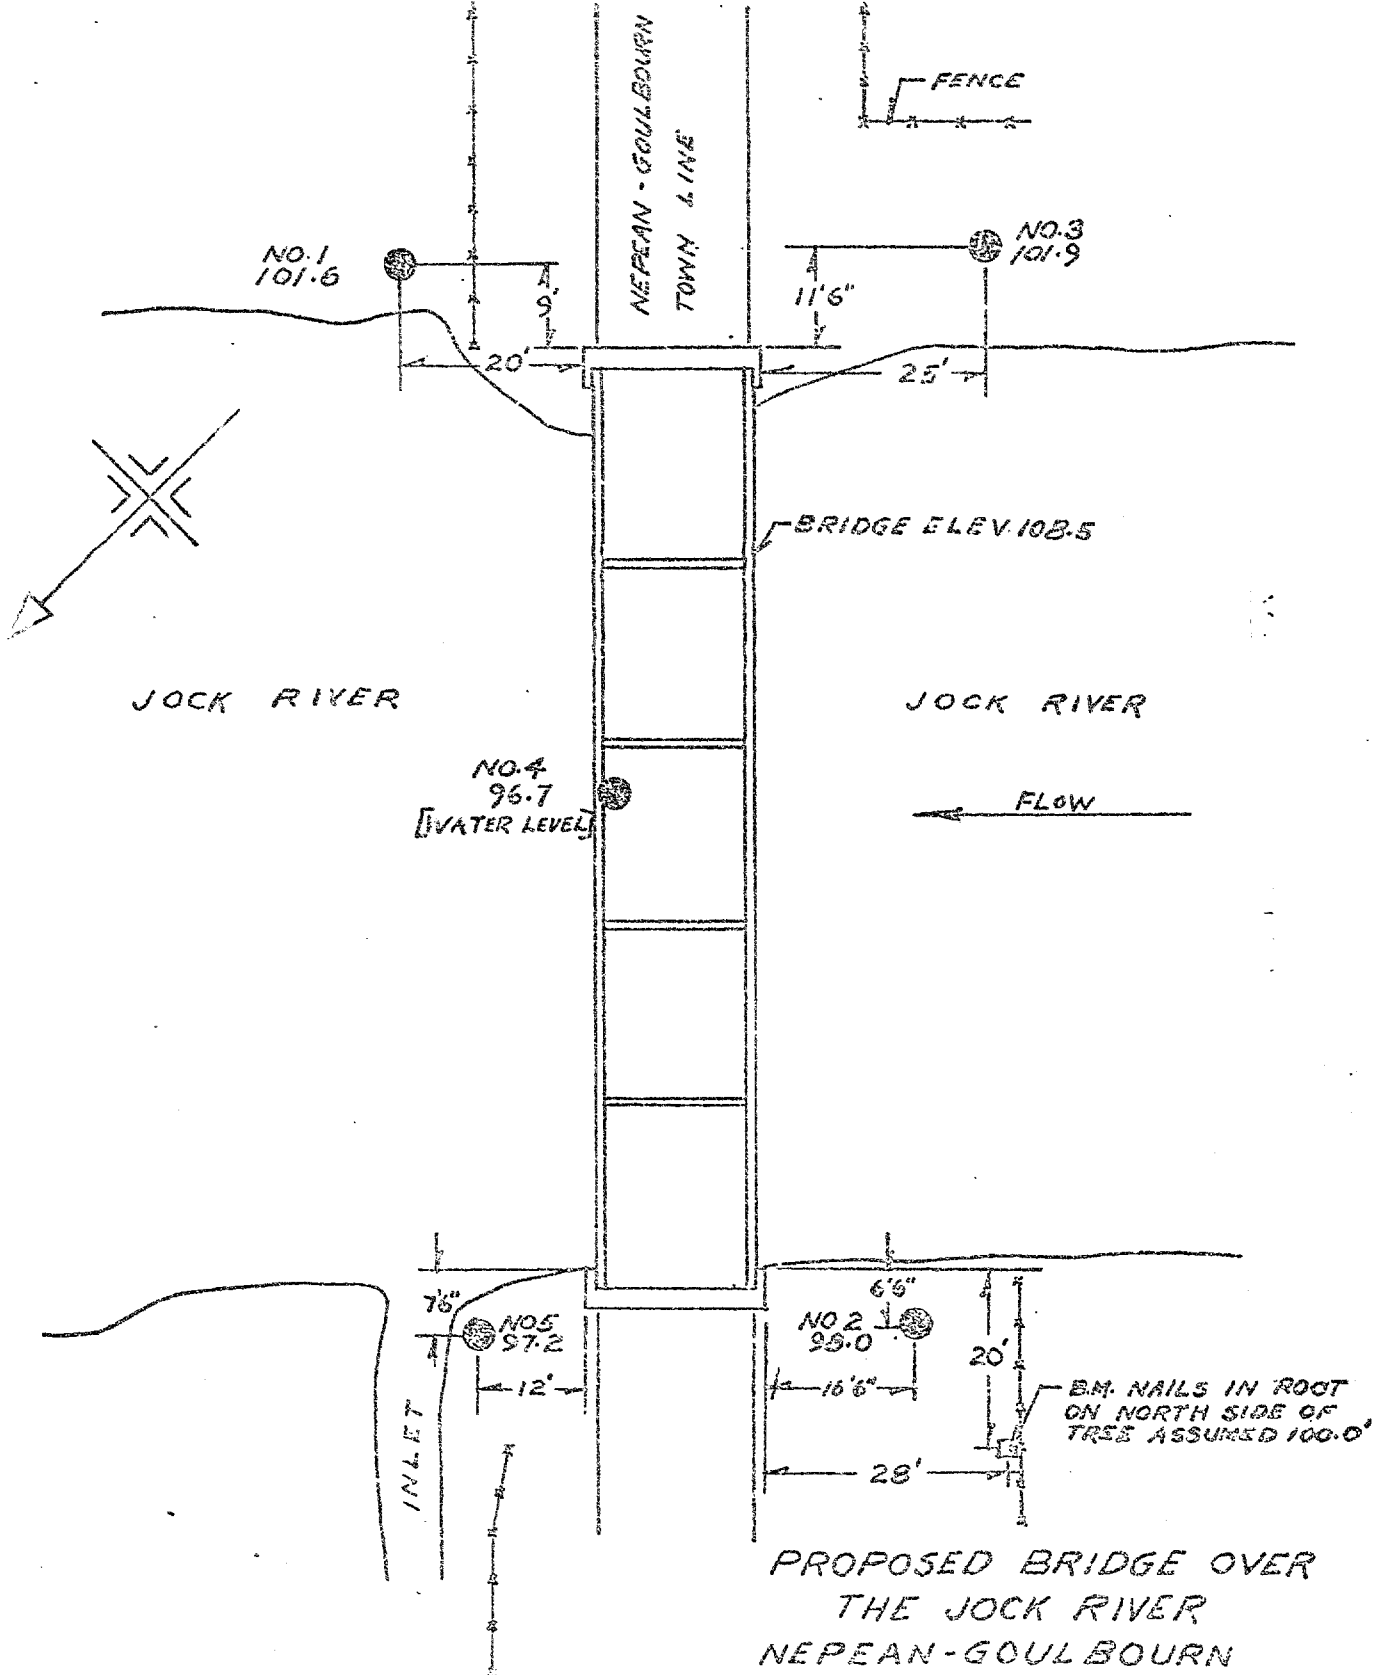 NEPEAN - GOULBOURN
TOWN LINE
FENCE
NO. 1
101.6
9'
20'
NO. 3
101.9
11'6"
25'
BRIDGE ELEV. 108.5
JOCK RIVER
JOCK RIVER
NO. 4
96.7
[WATER LEVEL]
FLOW
7'6"
NO 5
97.2
12'
INLET
6'6"
NO 2
16'6"
20'
28'
B.M. NAILS IN ROOT
ON NORTH SIDE OF
TREE ASSUMED 100.0'
PROPOSED BRIDGE OVER
THE JOCK RIVER
NEPEAN - GOULBOURN